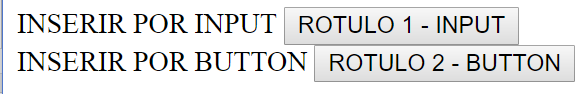 INSERIR POR INPUT ROTULO 1 - INPUT
INSERIR POR BUTTON ROTULO 2 - BUTTON